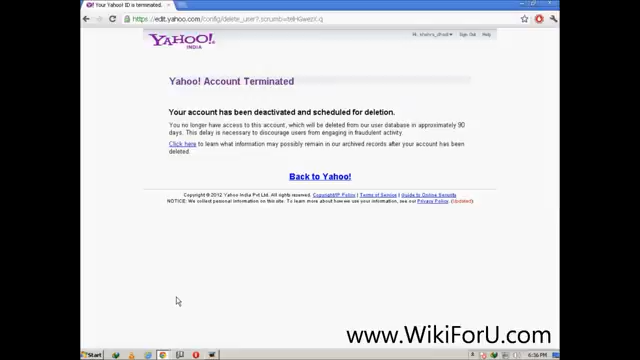 Your Yahoo! ID is terminated.
https://edit.yahoo.com/config/delete_user?.scrumb=
YAHOO!
INDIA
Sign Out
Help
Yahoo! Account Terminated
Your account has been deactivated and scheduled for deletion.
You no longer have access to this account, which will be deleted from our user database in approximately 90
days. This delay is necessary to discourage users from engaging in fraudulent activity.
Click here to learn what information may possibly remain in our archived records after your account has been
deleted.
Back to Yahoo!
Copyright © 2012 Yahoo India Pvt Ltd. All rights reserved. Copyright/IP Policy | Terms of Service | Guide to Online Security
NOTICE: We collect personal information on this site. To learn more about how we use your information, see our Privacy Policy (Updated)
www.WikiForU.com
Start
6:36 PM